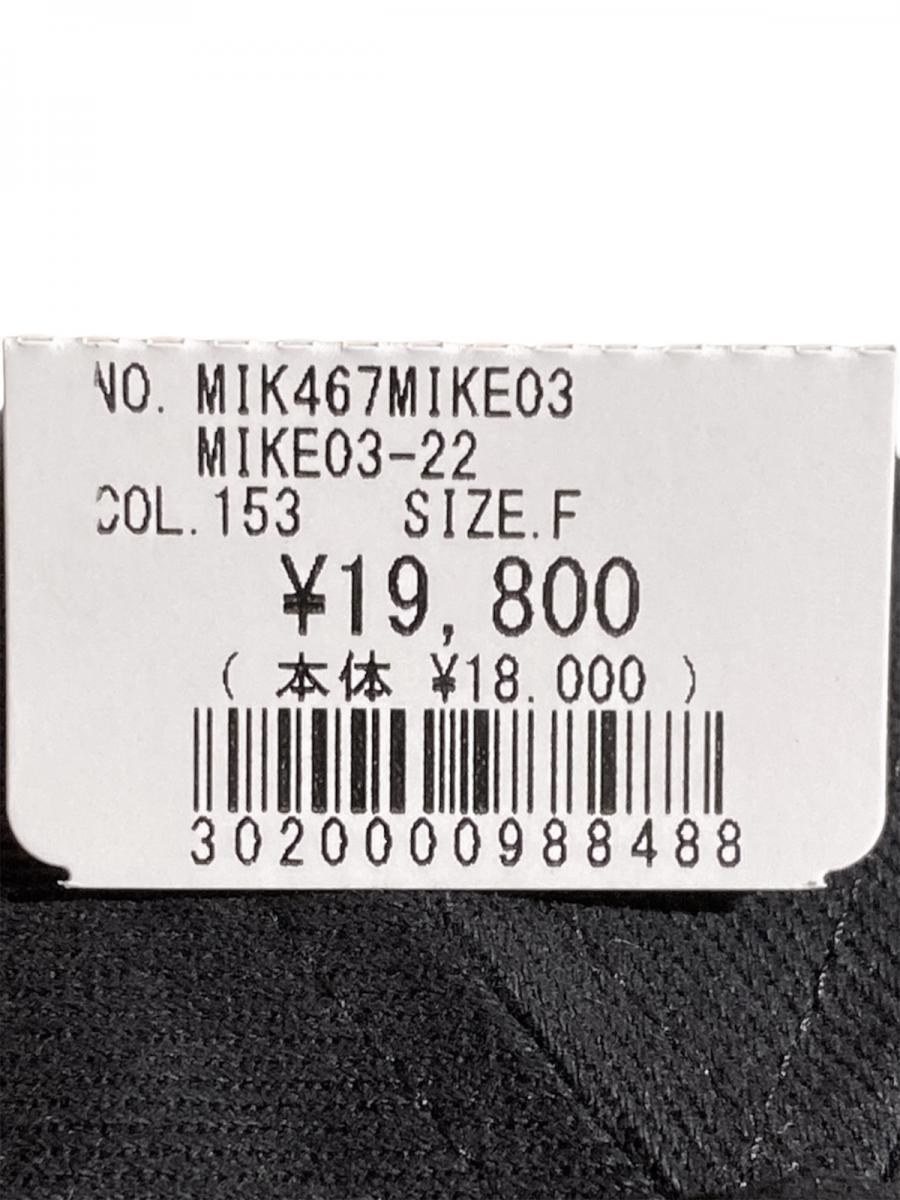 NO. MIK467MIKE03
MIKE03-22
COL.153 SIZE.F
¥19,800
( 本体 ¥18.000 )
3020000988488